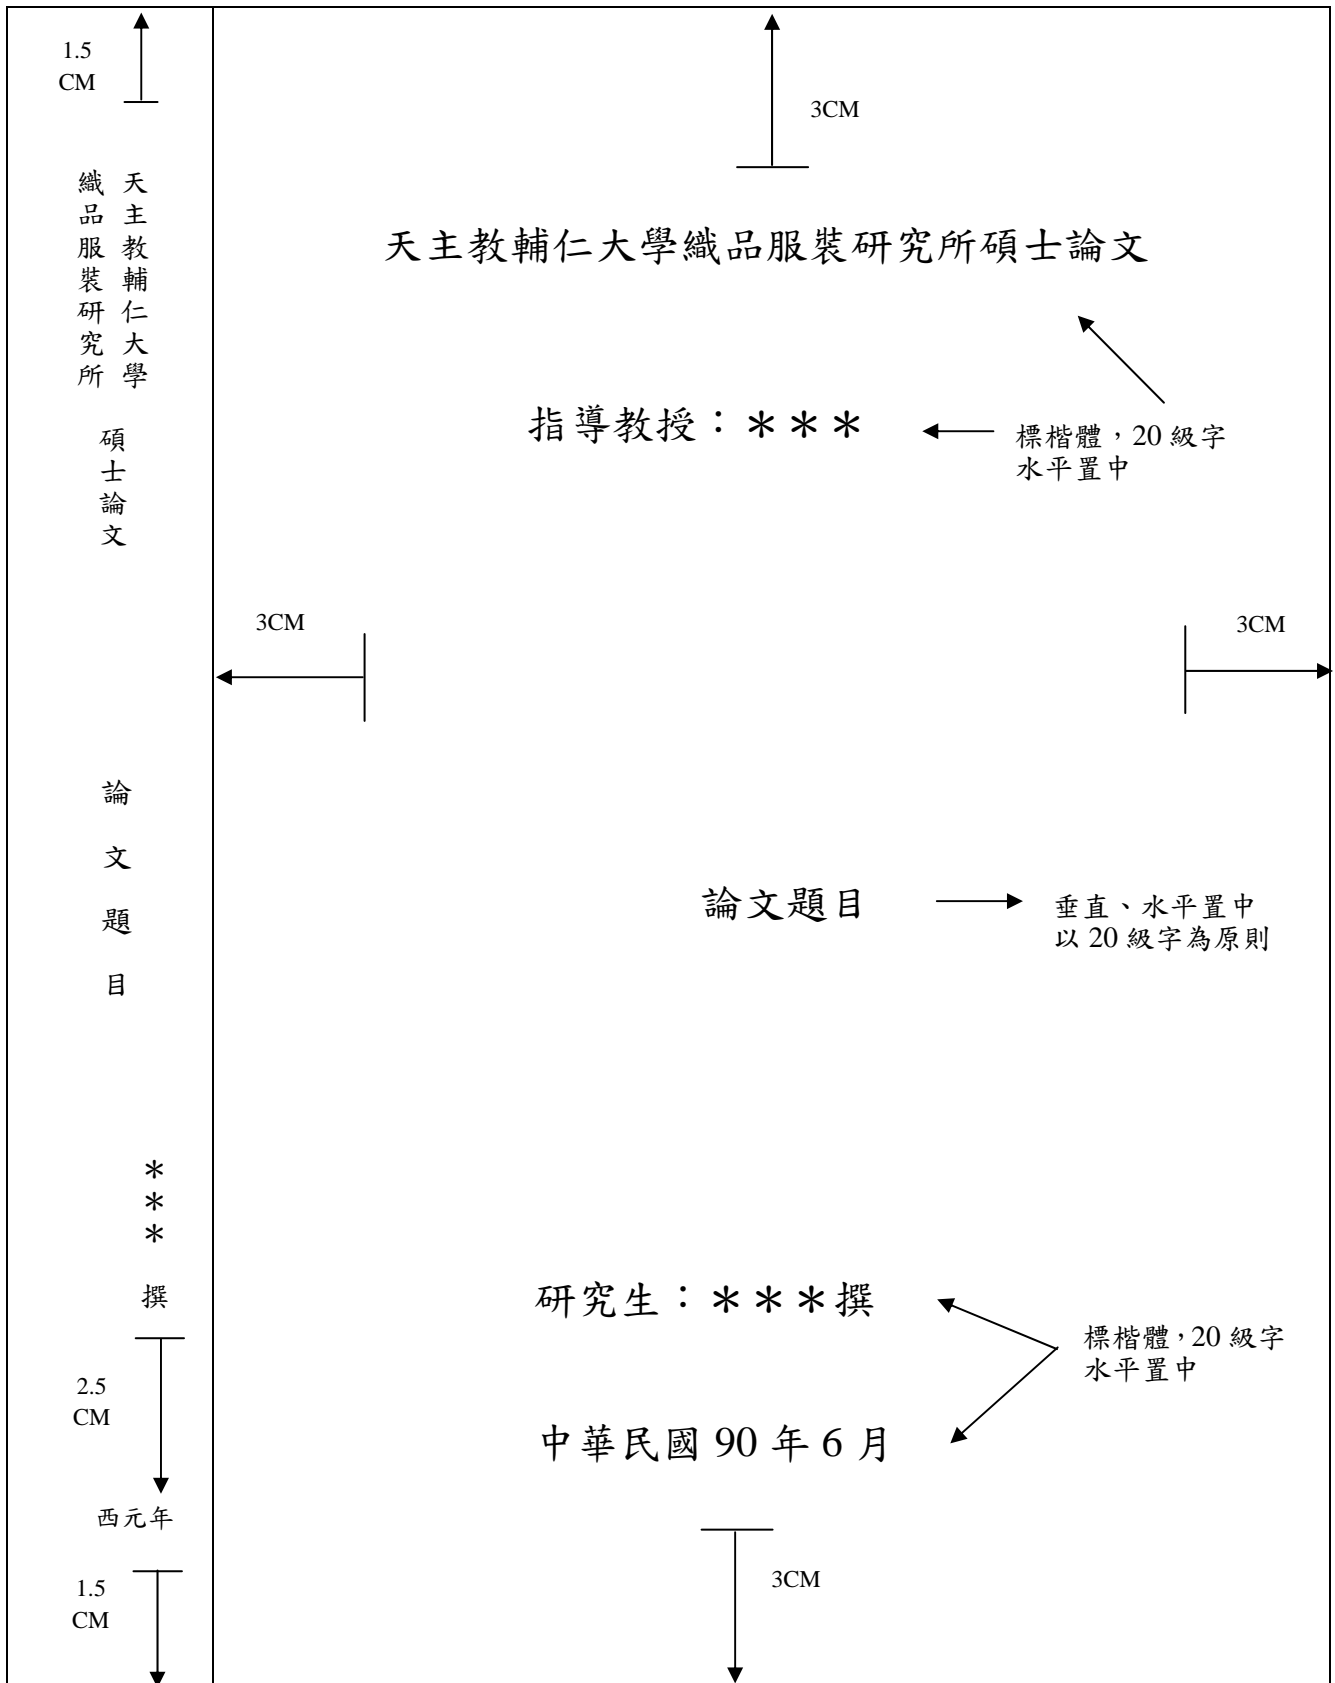 1.5
CM
天主教輔仁大學
織品服裝研究所
碩士論文
論文題目
＊＊＊
撰
2.5
CM
西元年
1.5
CM
3CM
天主教輔仁大學織品服裝研究所碩士論文
指導教授：＊＊＊
標楷體，20 級字
水平置中
3CM
3CM
論文題目
垂直、水平置中
以 20 級字為原則
研究生：＊＊＊撰
標楷體，20 級字
水平置中
中華民國 90 年 6 月
3CM